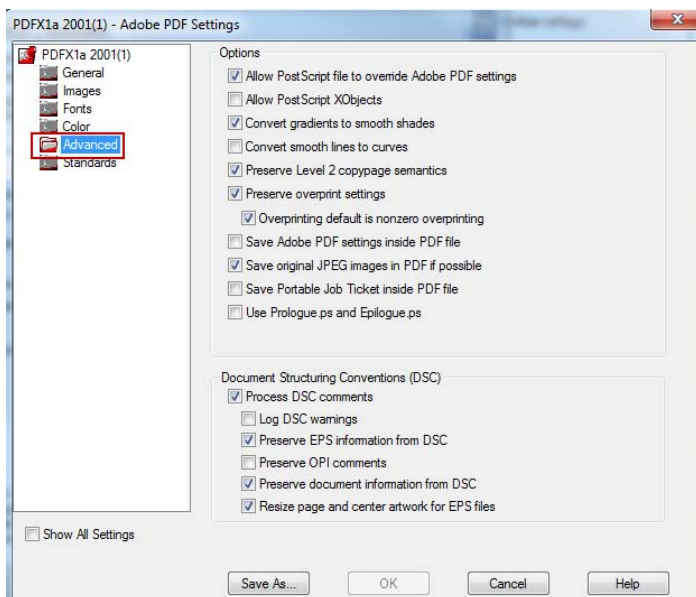 PDFX1a 2001(1) - Adobe PDF Settings
PDFX1a 2001(1)
General
Images
Fonts
Color
Advanced
Standards
Show All Settings
Options
Allow PostScript file to override Adobe PDF settings
Allow PostScript XObjects
Convert gradients to smooth shades
Convert smooth lines to curves
Preserve Level 2 copypage semantics
Preserve overprint settings
Overprinting default is nonzero overprinting
Save Adobe PDF settings inside PDF file
Save original JPEG images in PDF if possible
Save Portable Job Ticket inside PDF file
Use Prologue.ps and Epilogue.ps
Document Structuring Conventions (DSC)
Process DSC comments
Log DSC warnings
Preserve EPS information from DSC
Preserve OPI comments
Preserve document information from DSC
Resize page and center artwork for EPS files
Save As...
OK
Cancel
Help